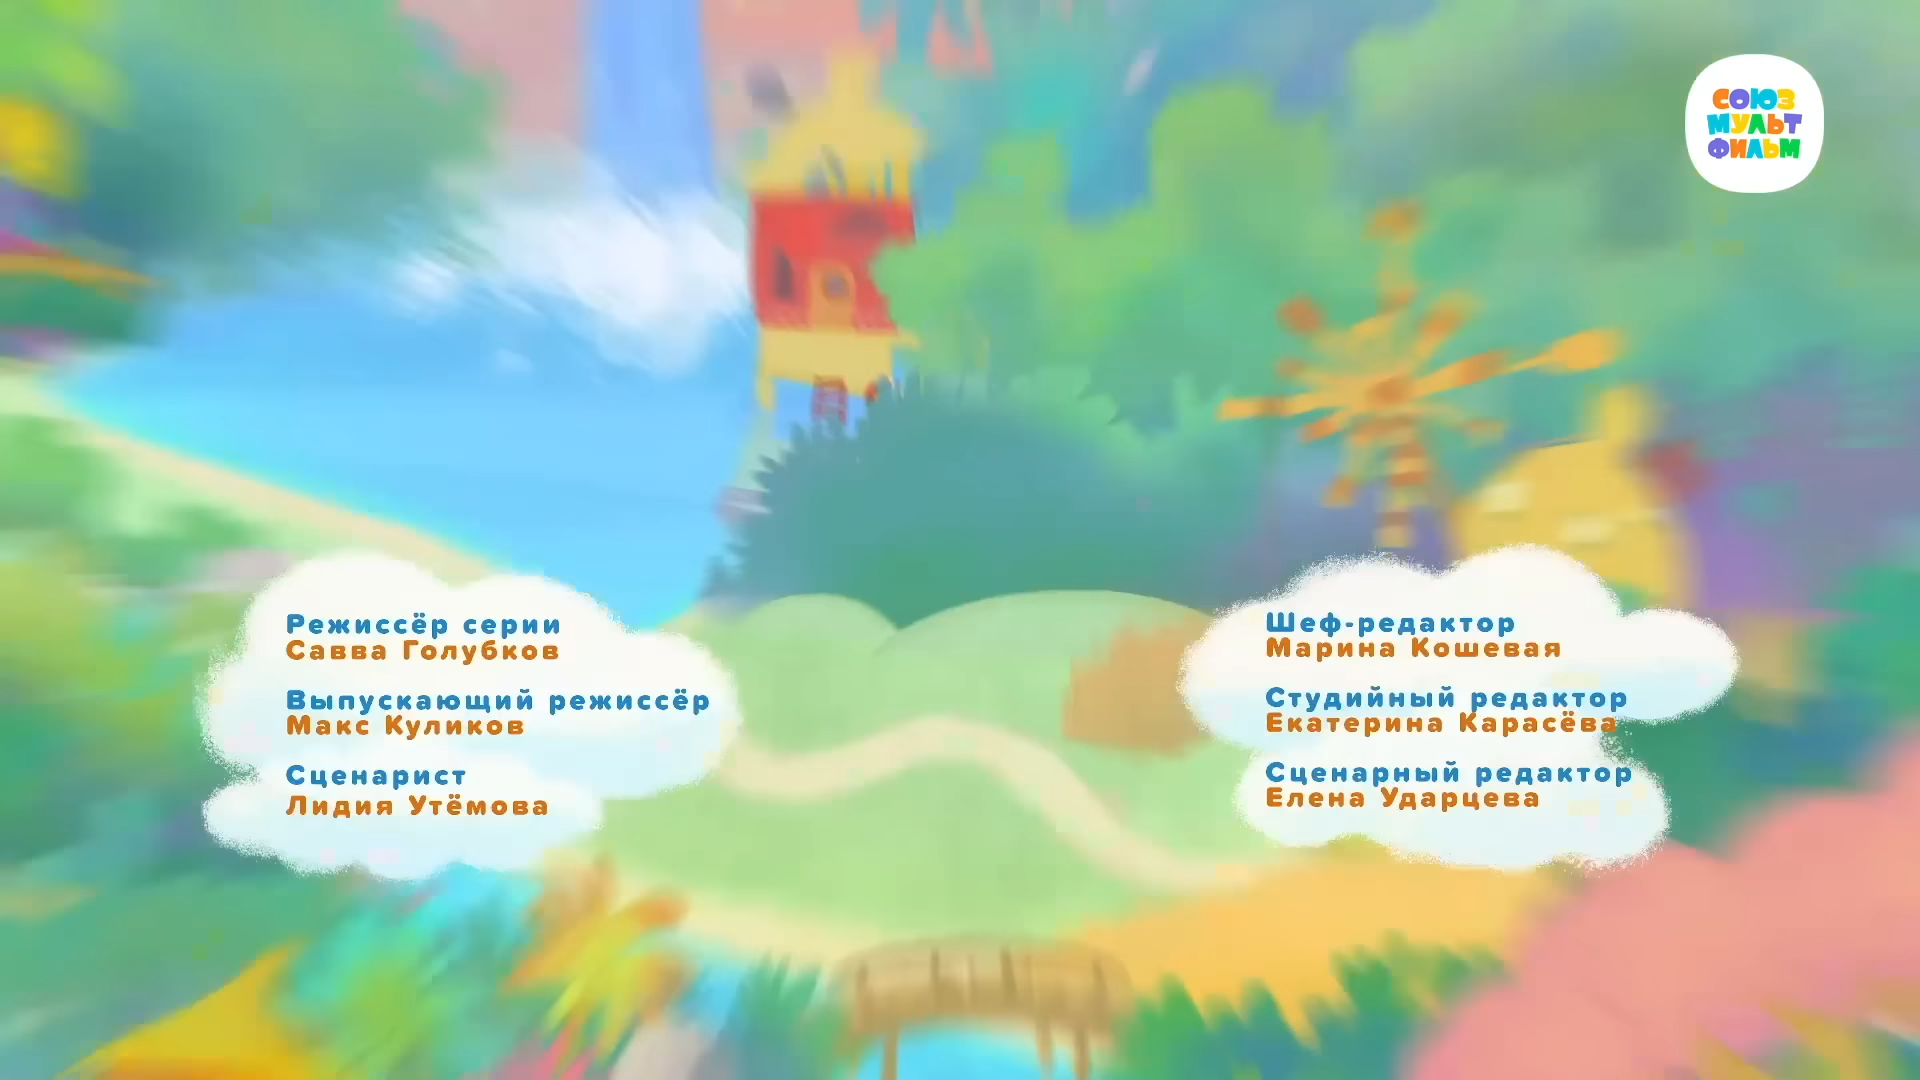 СОЮЗ
МУЛЬТ
ФИЛЬМ
Режиссёр серии
Савва Голубков
Выпускающий режиссёр
Макс Куликов
Сценарист
Лидия Утёмова
Шеф-редактор
Марина Кошевая
Студийный редактор
Екатерина Карасёва
Сценарный редактор
Елена Ударцева